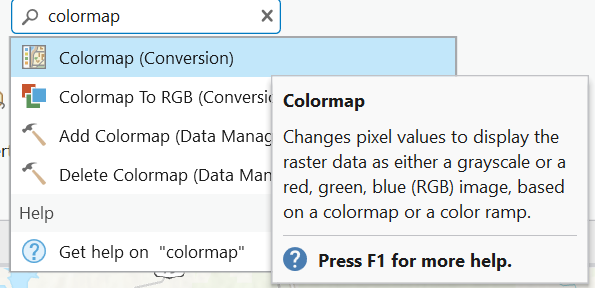 colormap
Colormap (Conversion)
Colormap To RGB (Conversi
Add Colormap (Data Manag
Delete Colormap (Data Man
Help
Get help on "colormap"
Colormap
Changes pixel values to display the
raster data as either a grayscale or a
red, green, blue (RGB) image, based
on a colormap or a color ramp.
Press F1 for more help.